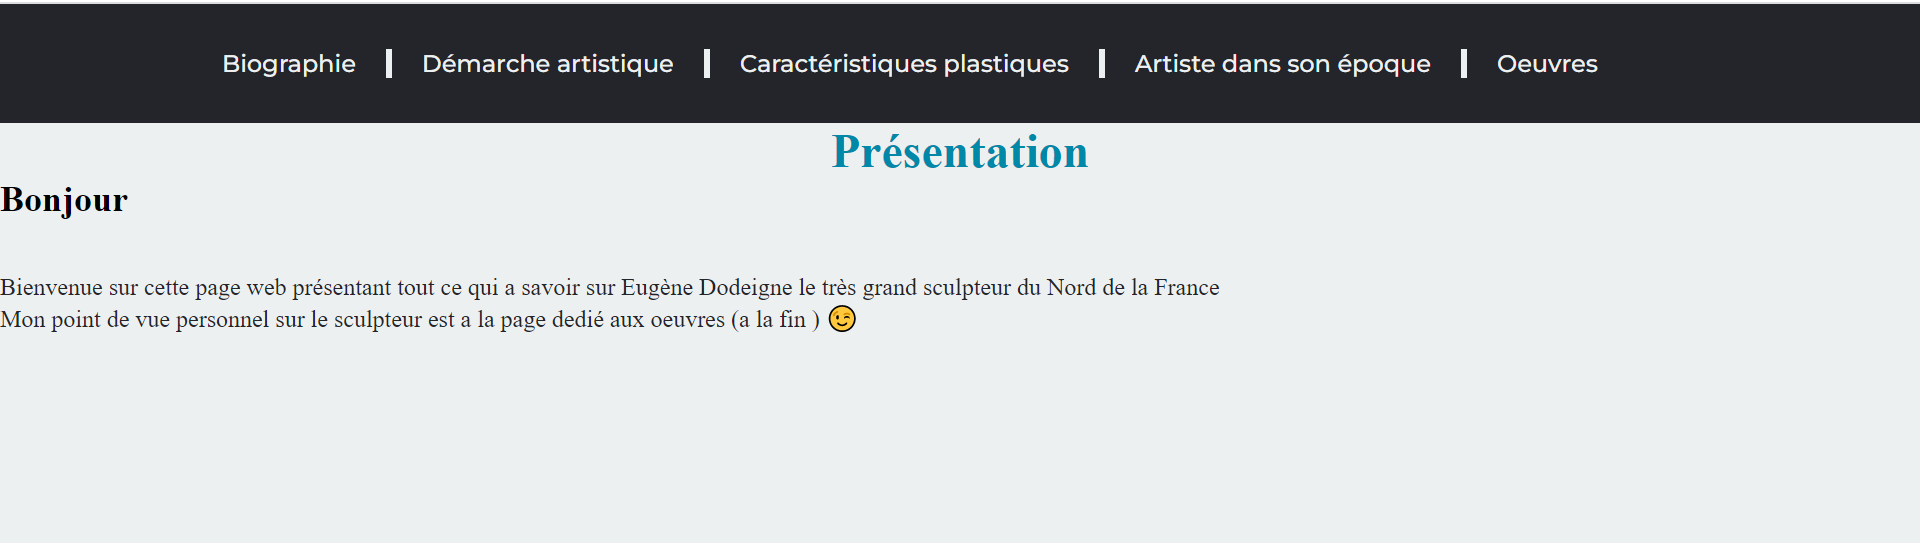 Biographie Démarche artistique Caractéristiques plastiques Artiste dans son époque Oeuvres
Présentation
Bonjour
Bienvenue sur cette page web présentant tout ce qui a savoir sur Eugène Dodeigne le très grand sculpteur du Nord de la France
Mon point de vue personnel sur le sculpteur est a la page dedié aux oeuvres (a la fin ) 😉